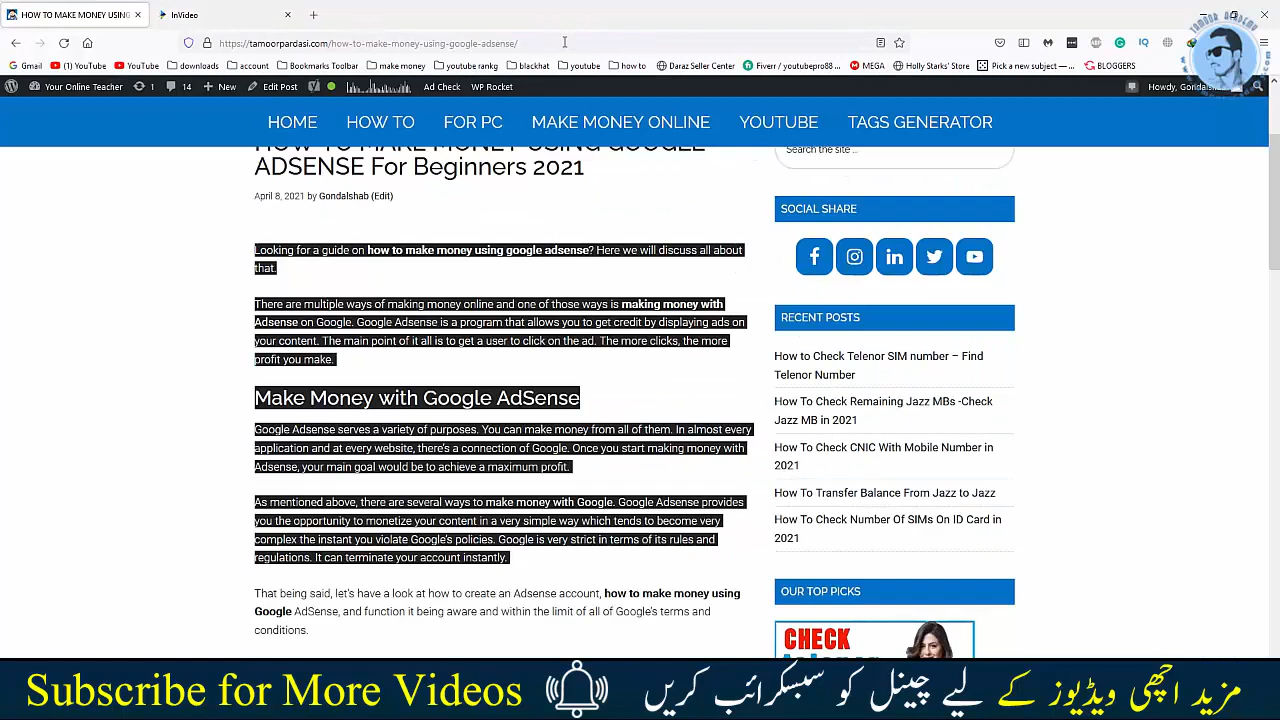 HOW TO MAKE MONEY USING
InVideo
https://tamoorpardasi.com/how-to-make-money-using-google-adsense/
Gmail
(1) YouTube
YouTube
downloads
account
Bookmarks Toolbar
make money
youtube rankg
blackhat
youtube
how to
Daraz Seller Center
Fiverr / youtubepro88...
MEGA
Holly Starks' Store
Pick a new subject — ...
BLOGGERS
Your Online Teacher
1
14
New
Edit Post
Ad Check
WP Rocket
Howdy, Gondalsh
HOME
HOW TO
FOR PC
MAKE MONEY ONLINE
YOUTUBE
TAGS GENERATOR
HOW TO MAKE MONEY USING GOOGLE
ADSENSE For Beginners 2021
April 8, 2021 by Gondalshab (Edit)
Looking for a guide on how to make money using google adsense? Here we will discuss all about
that.
There are multiple ways of making money online and one of those ways is making money with
Adsense on Google. Google Adsense is a program that allows you to get credit by displaying ads on
your content. The main point of it all is to get a user to click on the ad. The more clicks, the more
profit you make.
Make Money with Google AdSense
Google Adsense serves a variety of purposes. You can make money from all of them. In almost every
application and at every website, there's a connection of Google. Once you start making money with
Adsense, your main goal would be to achieve a maximum profit.
As mentioned above, there are several ways to make money with Google. Google Adsense provides
you the opportunity to monetize your content in a very simple way which tends to become very
complex the instant you violate Google's policies. Google is very strict in terms of its rules and
regulations. It can terminate your account instantly.
That being said, let's have a look at how to create an Adsense account, how to make money using
Google AdSense, and function it being aware and within the limit of all of Google's terms and
conditions.
Search the site ...
SOCIAL SHARE
RECENT POSTS
How to Check Telenor SIM number – Find
Telenor Number
How To Check Remaining Jazz MBs -Check
Jazz MB in 2021
How To Check CNIC With Mobile Number in
2021
How To Transfer Balance From Jazz to Jazz
How To Check Number Of SIMs On ID Card in
2021
OUR TOP PICKS
CHECK
Subscribe for More Videos
مزید اچھی ویڈیوز کے لیے چینل کو سبسکرائب کریں